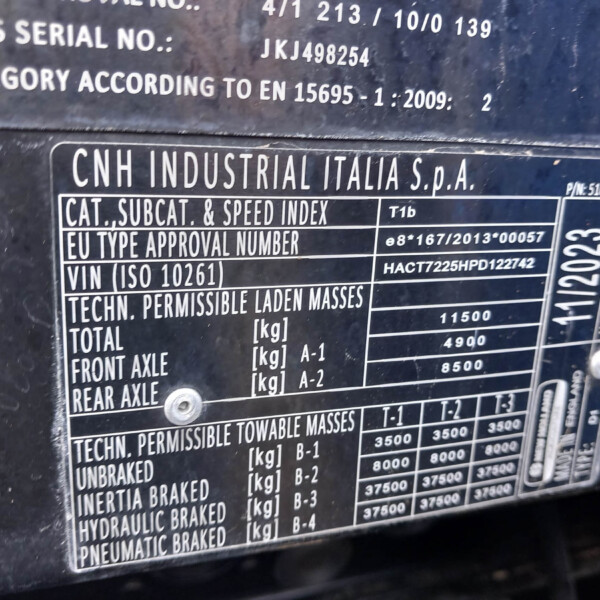 4/1 213 / 10/0 139
SERIAL NO.: JKJ498254
GORY ACCORDING TO EN 15695 - 1 : 2009: 2
CNH INDUSTRIAL ITALIA S.p.A.
P/N: 51
CAT.,SUBCAT. & SPEED INDEX T1b
EU TYPE APPROVAL NUMBER e8*167/2013*00057
VIN (ISO 10261) HACT7225HPD122742
TECHN. PERMISSIBLE LADEN MASSES
TOTAL [kg] 11500
FRONT AXLE [kg] A-1 4900
REAR AXLE [kg] A-2 8500
TECHN. PERMISSIBLE TOWABLE MASSES T-1 T-2 T-3
UNBRAKED [kg] B-1 3500 3500 3500
INERTIA BRAKED [kg] B-2 8000 8000 8000
HYDRAULIC BRAKED [kg] B-3 37500 37500 37500
PNEUMATIC BRAKED [kg] B-4 37500 37500 37500
11/2023
NEW HOLLAND
MADE IN ENGLAND
TYPE: